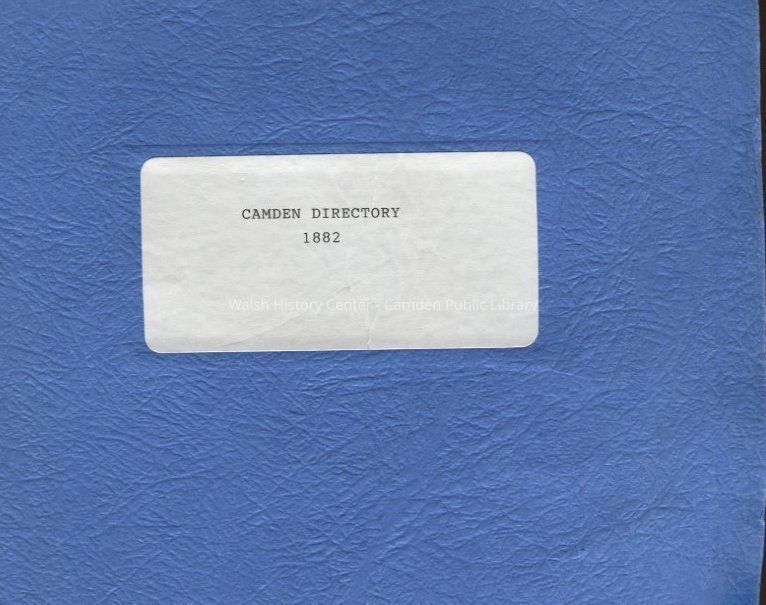 CAMDEN DIRECTORY
1882
Walsh History Center - Camden Public Library